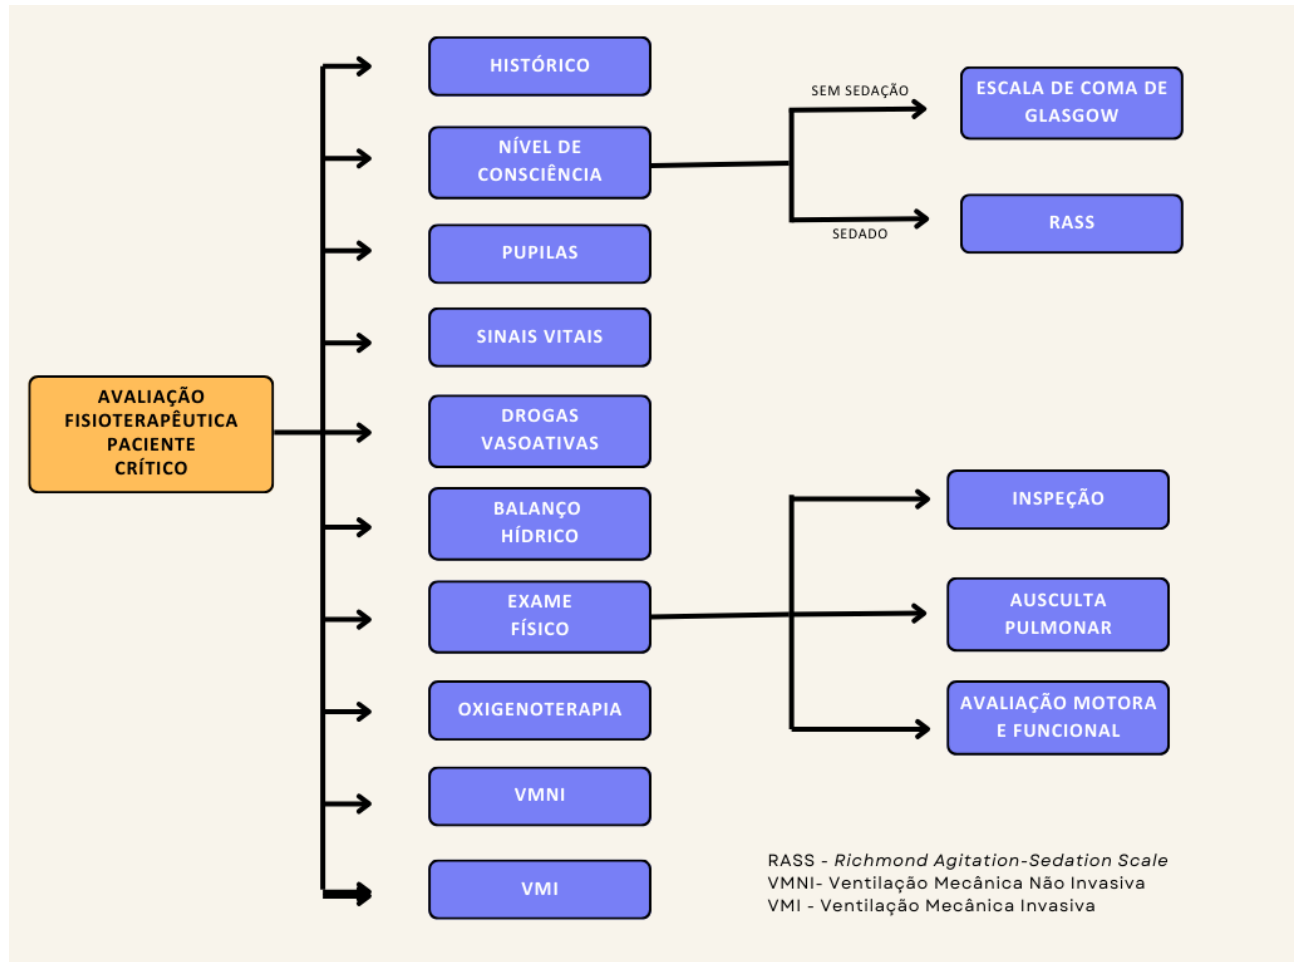 AVALIAÇÃO
FISIOTERAPÊUTICA
PACIENTE
CRÍTICO
HISTÓRICO
NÍVEL DE
CONSCIÊNCIA
SEM SEDAÇÃO
ESCALA DE COMA DE
GLASGOW
SEDADO
RASS
PUPILAS
SINAIS VITAIS
DROGAS
VASOATIVAS
BALANÇO
HÍDRICO
EXAME
FÍSICO
INSPEÇÃO
AUSCULTA
PULMONAR
AVALIAÇÃO MOTORA
E FUNCIONAL
OXIGENOTERAPIA
VMNI
VMI
RASS - Richmond Agitation-Sedation Scale
VMNI- Ventilação Mecânica Não Invasiva
VMI - Ventilação Mecânica Invasiva